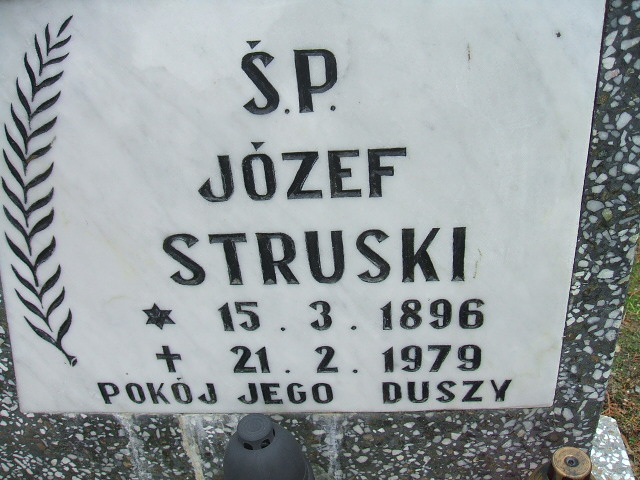 Ś.P.
JÓZEF
STRUSKI
✶ 15.3.1896
✝ 21.2.1979
POKÓJ JEGO DUSZY